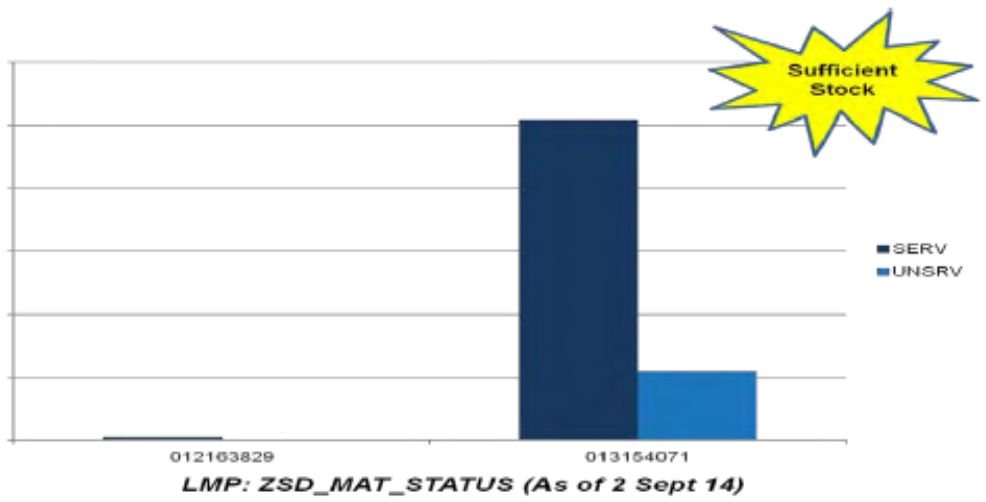 Sufficient
Stock
SERV
UNSRV
012163829
013154071
LMP: ZSD_MAT_STATUS (As of 2 Sept 14)